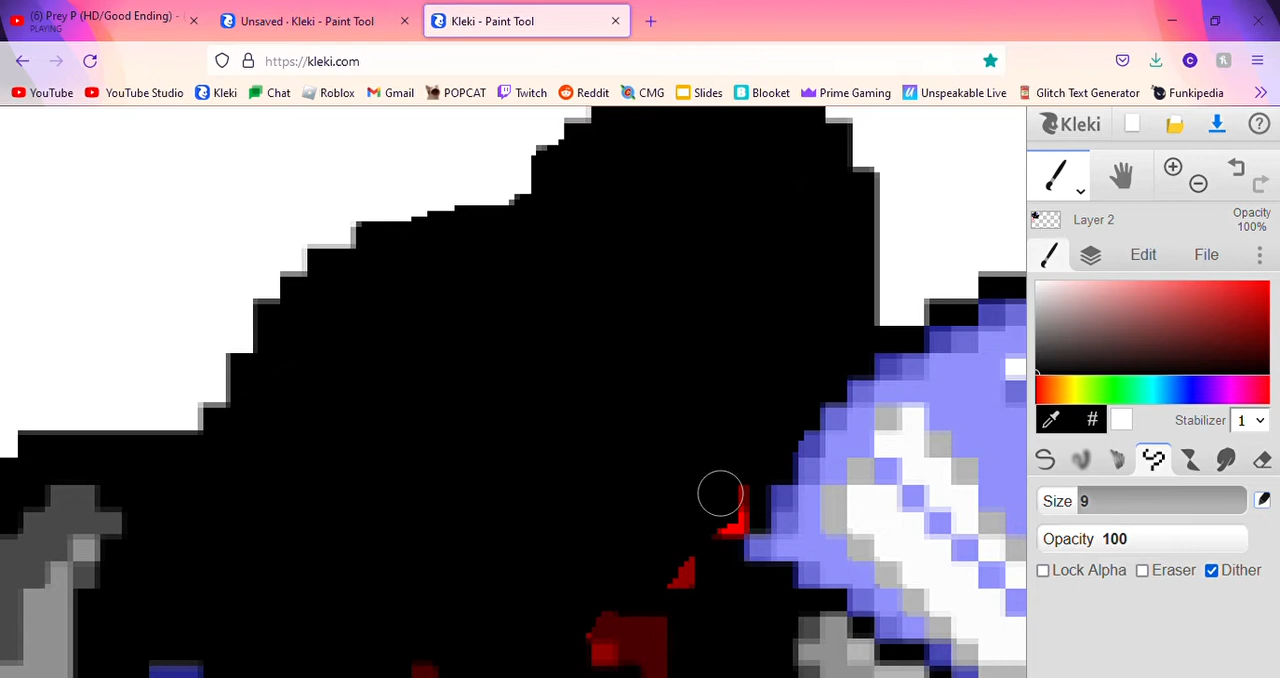 (6) Prey P (HD/Good Ending) - (
PLAYING
Unsaved · Kleki - Paint Tool
Kleki - Paint Tool
https://kleki.com
YouTube YouTube Studio Kleki Chat Roblox Gmail POPCAT Twitch Reddit CMG Slides Blooket Prime Gaming Unspeakable Live Glitch Text Generator Funkipedia
Kleki
Layer 2
Opacity
100%
Edit File
# Stabilizer 1
Size 9
Opacity 100
Lock Alpha Eraser Dither